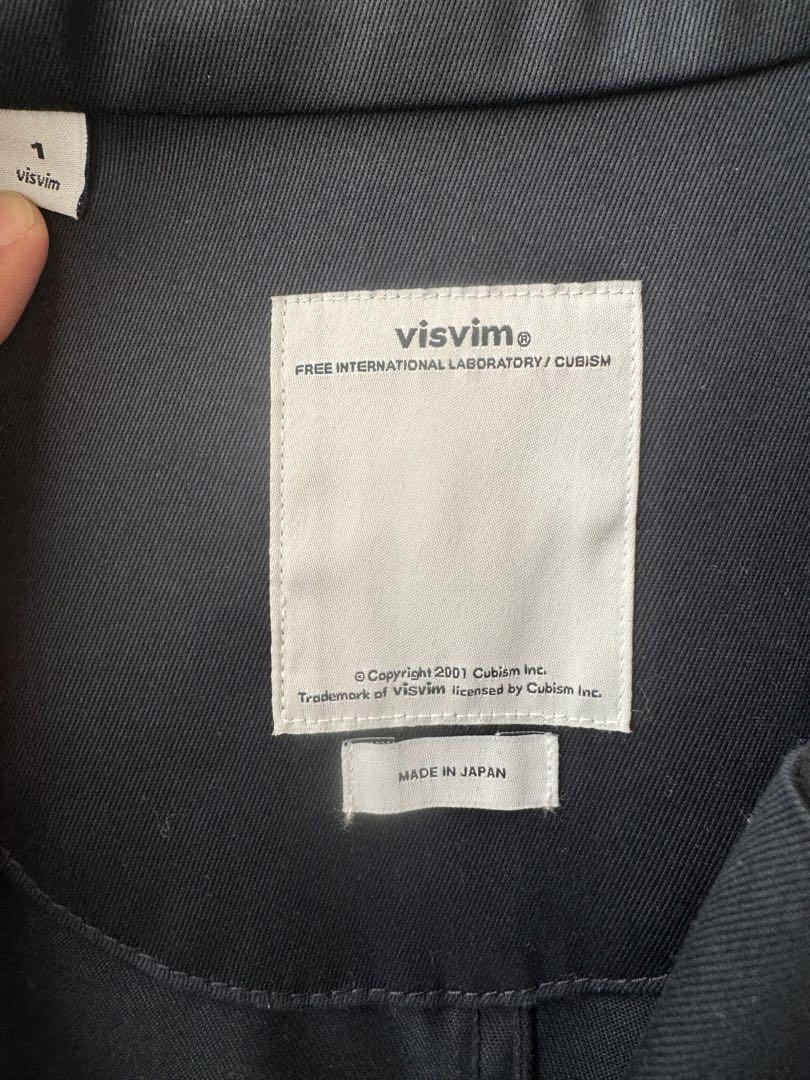 1
visvim
visvim®
FREE INTERNATIONAL LABORATORY / CUBISM
© Copyright 2001 Cubism Inc.
Trademark of visvim licensed by Cubism Inc.
MADE IN JAPAN